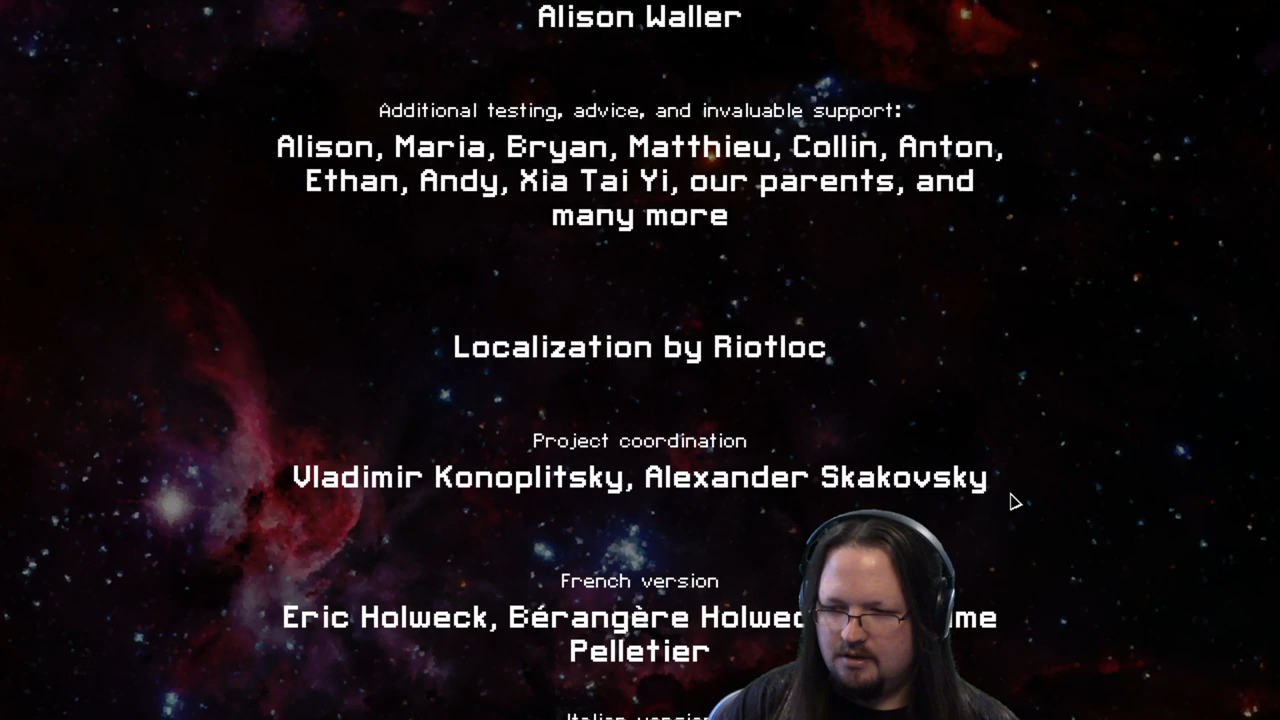 Alison Waller
Additional testing, advice, and invaluable support:
Alison, Maria, Bryan, Matthieu, Collin, Anton,
Ethan, Andy, Xia Tai Yi, our parents, and
many more
Localization by Riotloc
Project coordination
Vladimir Konoplitsky, Alexander Skakovsky
French version
Eric Holweck, Bérangère
Pelletier